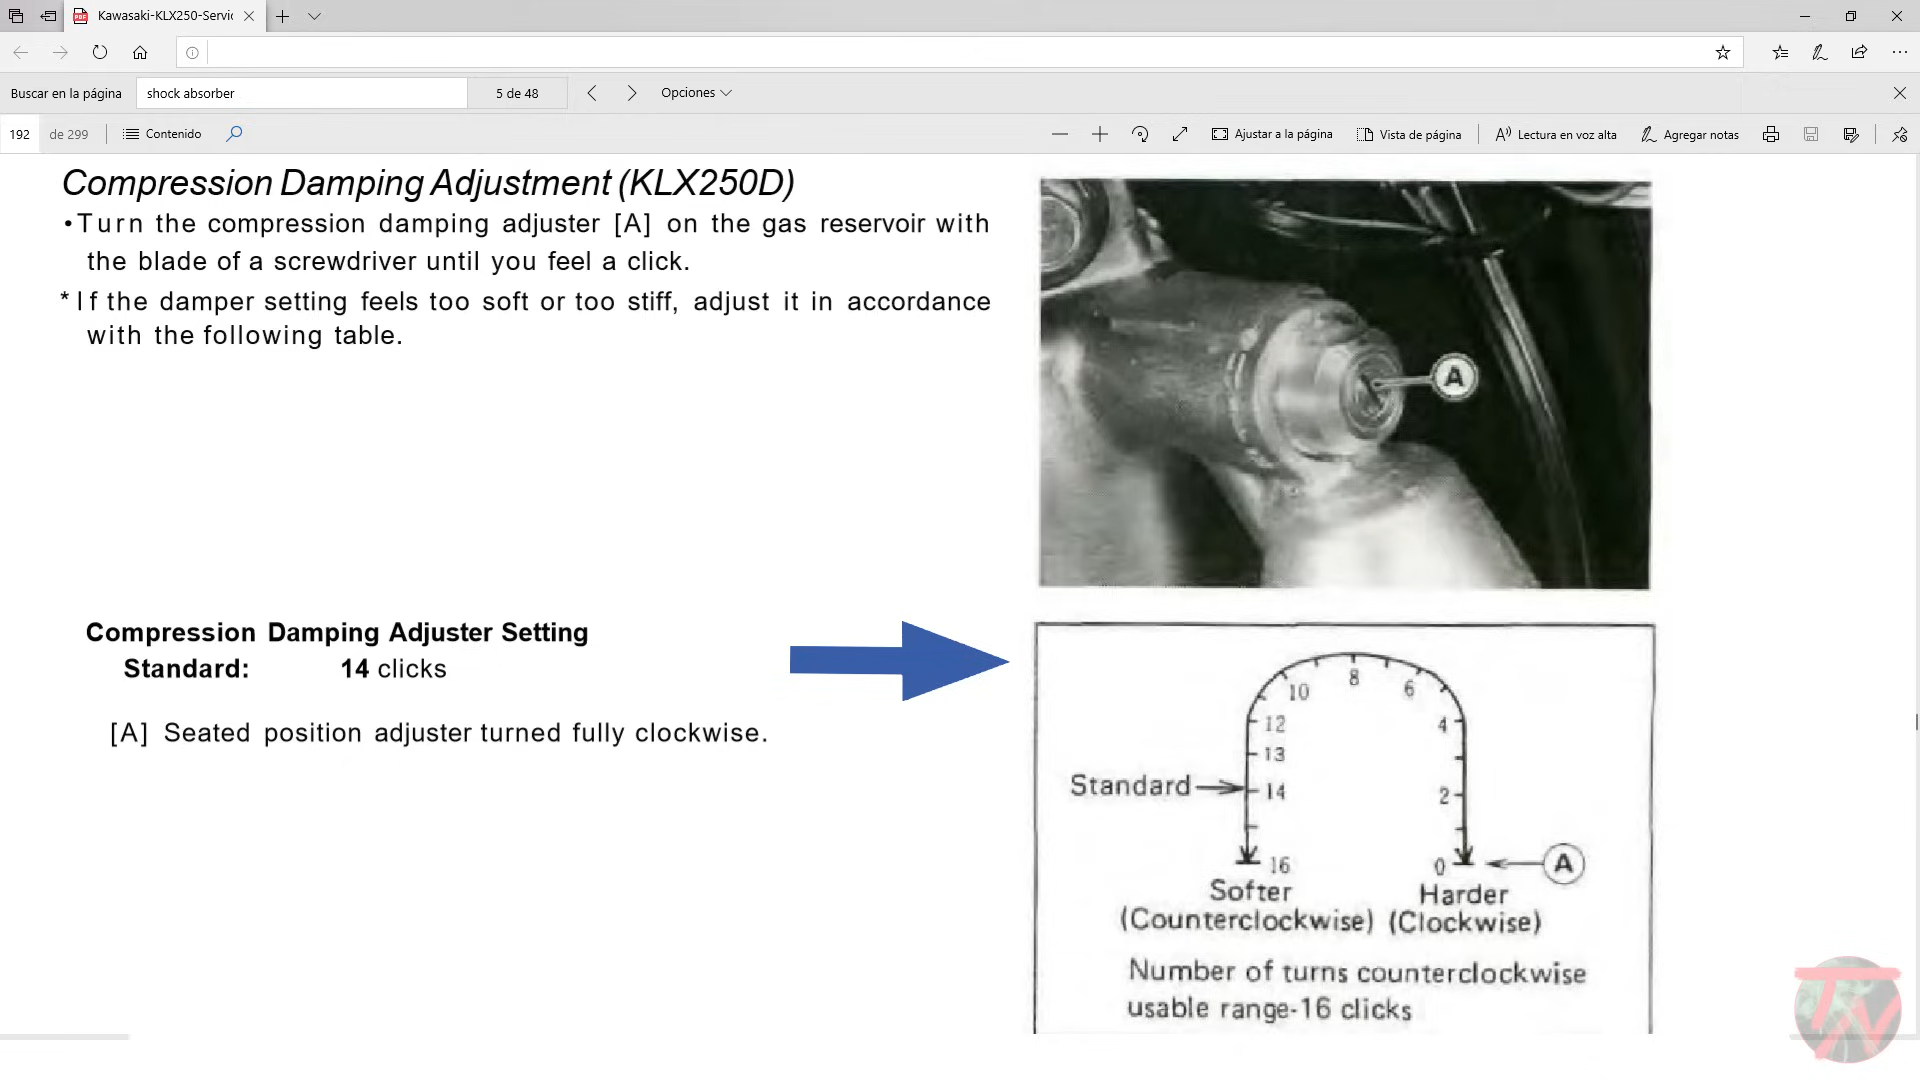 Kawasaki-KLX250-Servic
Buscar en la página
shock absorber
5 de 48
Opciones
192 de 299
Contenido
Ajustar a la página
Vista de página
Lectura en voz alta
Agregar notas
Compression Damping Adjustment (KLX250D)
•Turn the compression damping adjuster [A] on the gas reservoir with
the blade of a screwdriver until you feel a click.
*If the damper setting feels too soft or too stiff, adjust it in accordance
with the following table.
A
Compression Damping Adjuster Setting
Standard: 14 clicks
[A] Seated position adjuster turned fully clockwise.
10 8 6
12 4
13
Standard 14 2
16 0 A
Softer Harder
(Counterclockwise) (Clockwise)
Number of turns counterclockwise
usable range-16 clicks
TV